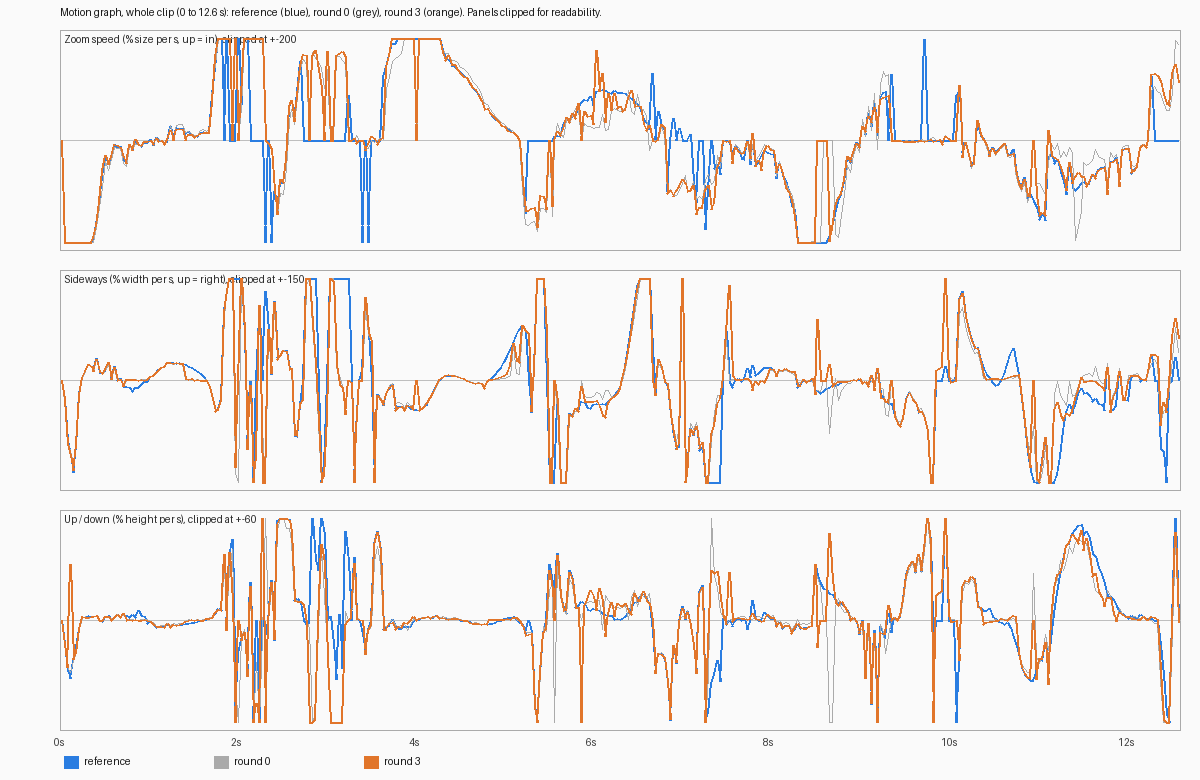 Motion graph, whole clip (0 to 12.6 s): reference (blue), round 0 (grey), round 3 (orange). Panels clipped for readability.
Zoom speed (% size per s, up = in), clipped at +-200
Sideways (% width per s, up = right), clipped at +-150
Up / down (% height per s), clipped at +-60
0s 2s 4s 6s 8s 10s 12s
reference round 0 round 3